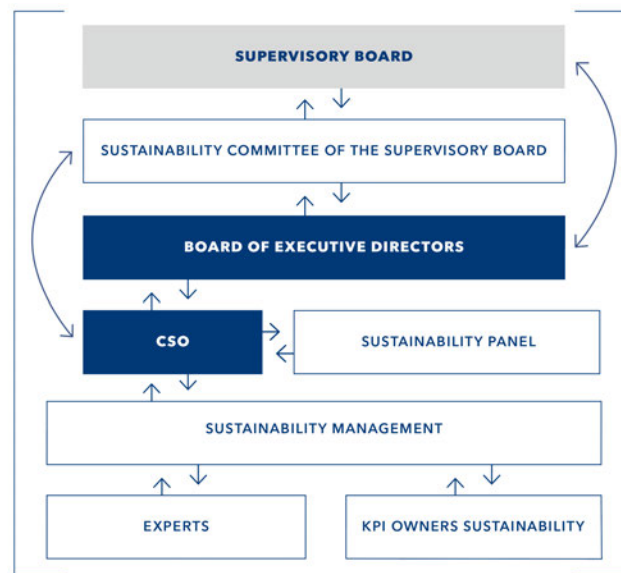 SUPERVISORY BOARD
SUSTAINABILITY COMMITTEE OF THE SUPERVISORY BOARD
BOARD OF EXECUTIVE DIRECTORS
CSO
SUSTAINABILITY PANEL
SUSTAINABILITY MANAGEMENT
EXPERTS
KPI OWNERS SUSTAINABILITY